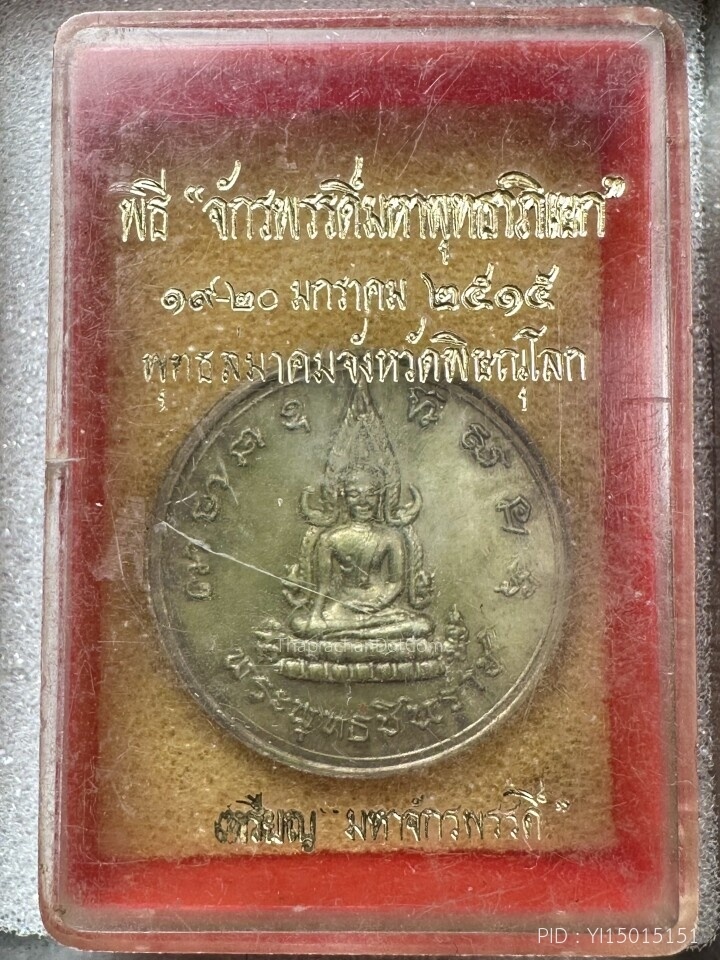 พิธี “จักรพรรดิ์มหาพุทธาภิเษก”
๑๙-๒๐ มกราคม ๒๕๑๕
พุทธสมาคมจังหวัดพิษณุโลก
พระพุทธชินราช
Thaprachan
เหรียญ “มหาจักรพรรดิ์”
PID : YI15015151